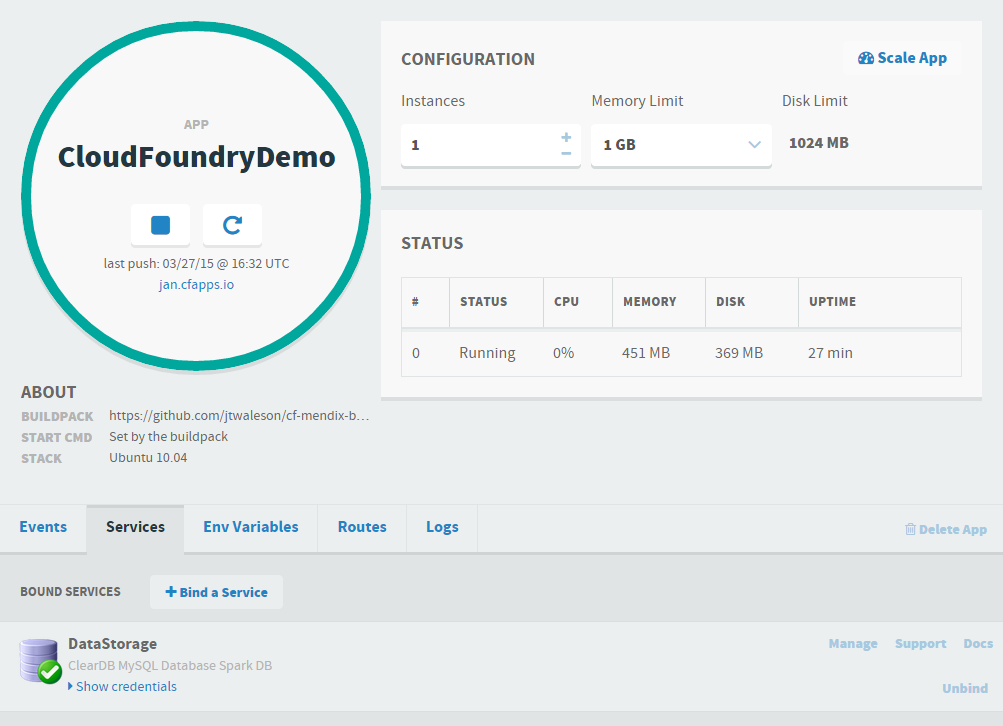 APP
CloudFoundryDemo
last push: 03/27/15 @ 16:32 UTC
jan.cfapps.io
CONFIGURATION
Scale App
Instances Memory Limit Disk Limit
1 1 GB 1024 MB
STATUS
# STATUS CPU MEMORY DISK UPTIME
0 Running 0% 451 MB 369 MB 27 min
ABOUT
BUILDPACK https://github.com/jtwaleson/cf-mendix-b...
START CMD Set by the buildpack
STACK Ubuntu 10.04
Events Services Env Variables Routes Logs Delete App
BOUND SERVICES Bind a Service
DataStorage Manage Support Docs
ClearDB MySQL Database Spark DB
Show credentials
Unbind